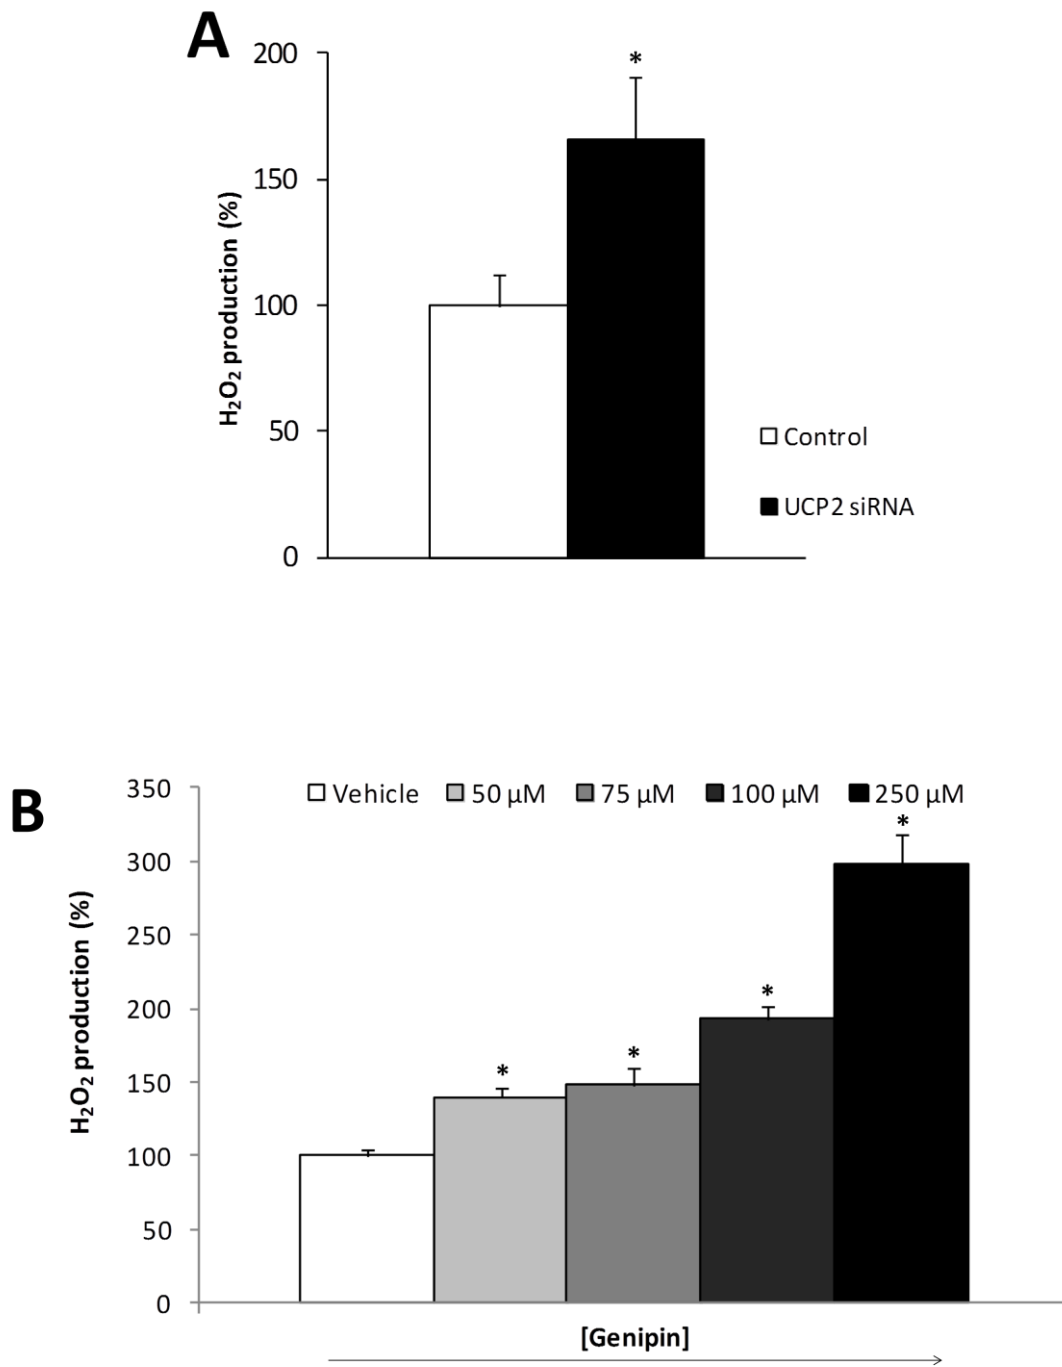 A
200
*
150
H₂O₂ production (%)
100
50
Control
UCP2 siRNA
0
B
350
Vehicle 50 µM 75 µM 100 µM 250 µM
*
300
H₂O₂ production (%)
250
*
200
*
*
150
100
50
0
[Genipin]